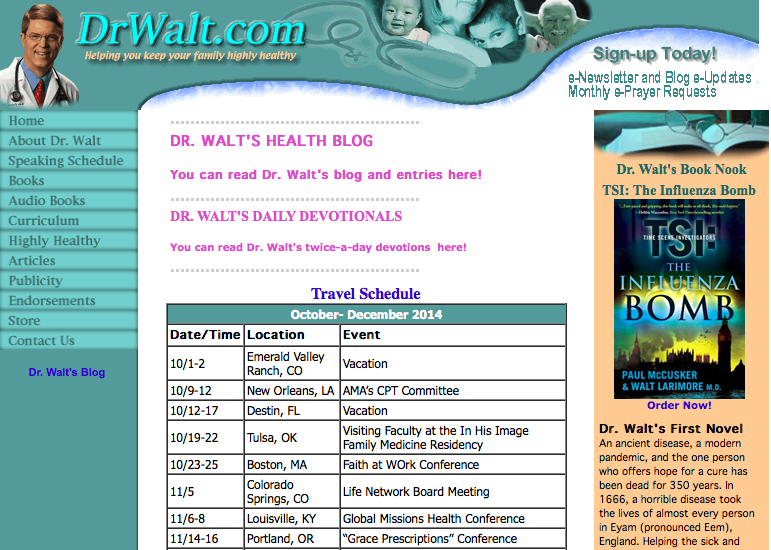 DrWalt.com
Helping you keep your family highly healthy
Sign-up Today!
e-Newsletter and Blog e-Updates
Monthly e-Prayer Requests
Home
About Dr. Walt
Speaking Schedule
Books
Audio Books
Curriculum
Highly Healthy
Articles
Publicity
Endorsements
Store
Contact Us
Dr. Walt's Blog
DR. WALT'S HEALTH BLOG
You can read Dr. Walt's blog and entries here!
DR. WALT'S DAILY DEVOTIONALS
You can read Dr. Walt's twice-a-day devotions here!
Travel Schedule
October- December 2014
Date/Time Location Event
10/1-2 Emerald Valley Ranch, CO Vacation
10/9-12 New Orleans, LA AMA's CPT Committee
10/12-17 Destin, FL Vacation
10/19-22 Tulsa, OK Visiting Faculty at the In His Image Family Medicine Residency
10/23-25 Boston, MA Faith at WOrk Conference
11/5 Colorado Springs, CO Life Network Board Meeting
11/6-8 Louisville, KY Global Missions Health Conference
11/14-16 Portland, OR “Grace Prescriptions” Conference
Dr. Walt's Book Nook
TSI: The Influenza Bomb
TSI:
TIME SCENE INVESTIGATORS
THE
INFLUENZA
BOMB
PAUL McCUSKER
& WALT LARIMORE M.D.
Order Now!
Dr. Walt's First Novel
An ancient disease, a modern
pandemic, and the one person
who offers hope for a cure has
been dead for 350 years. In
1666, a horrible disease took
the lives of almost every person
in Eyam (pronounced Eem),
England. Helping the sick and